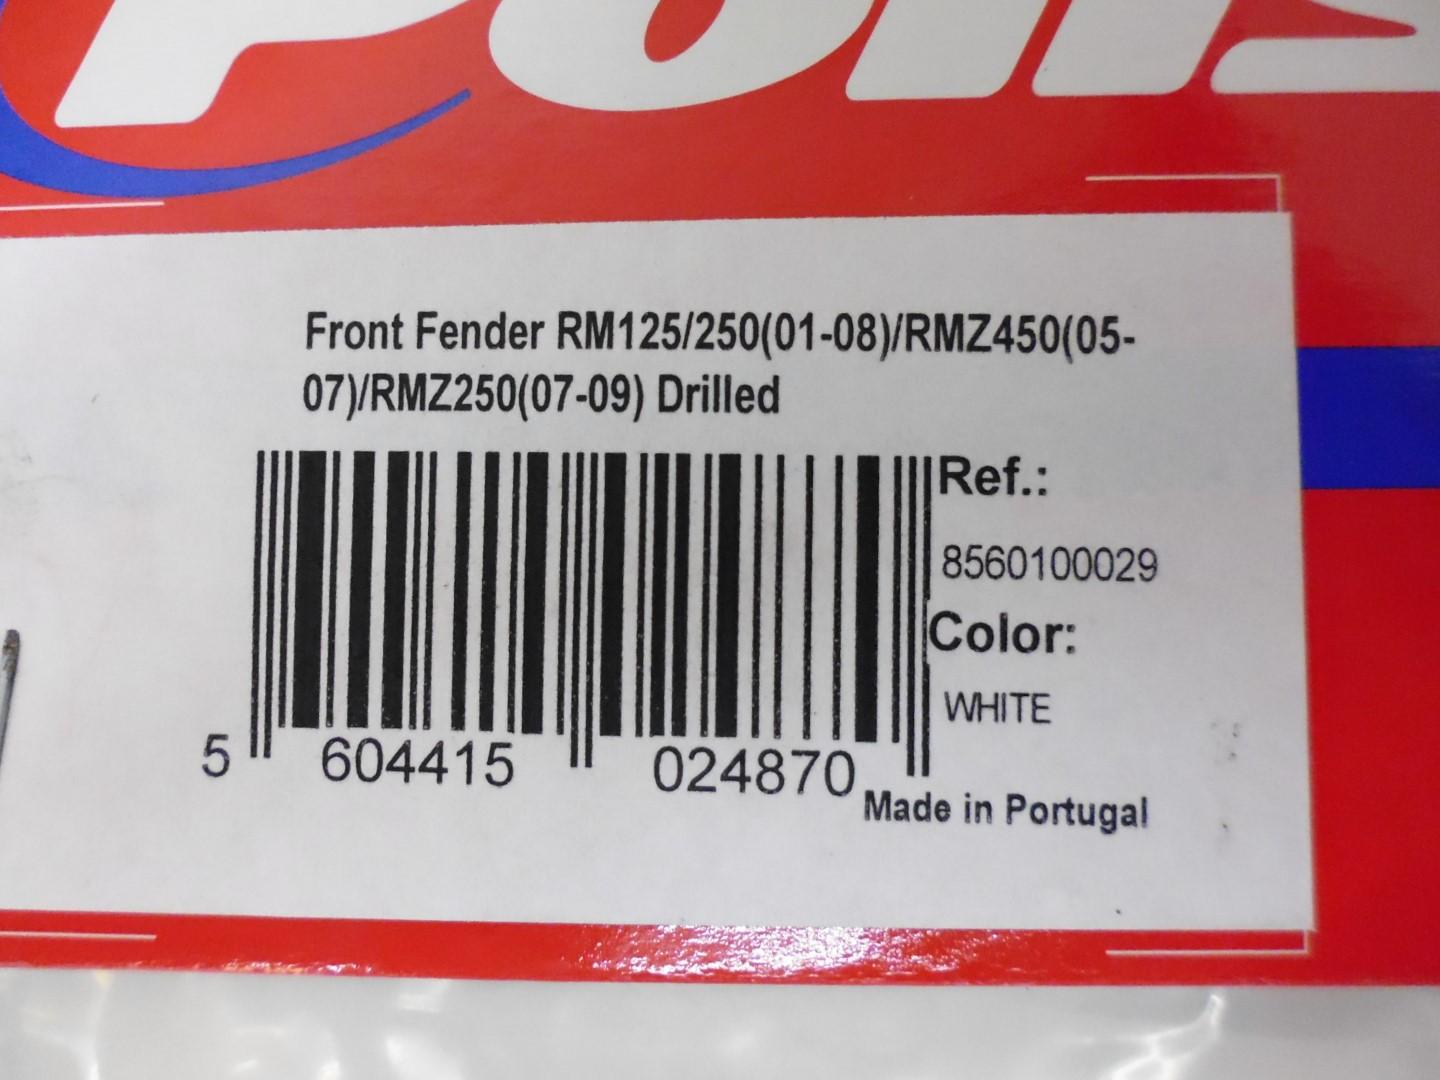 Front Fender RM125/250(01-08)/RMZ450(05-
07)/RMZ250(07-09) Drilled
Ref.:
8560100029
Color:
WHITE
5 604415 024870
Made in Portugal